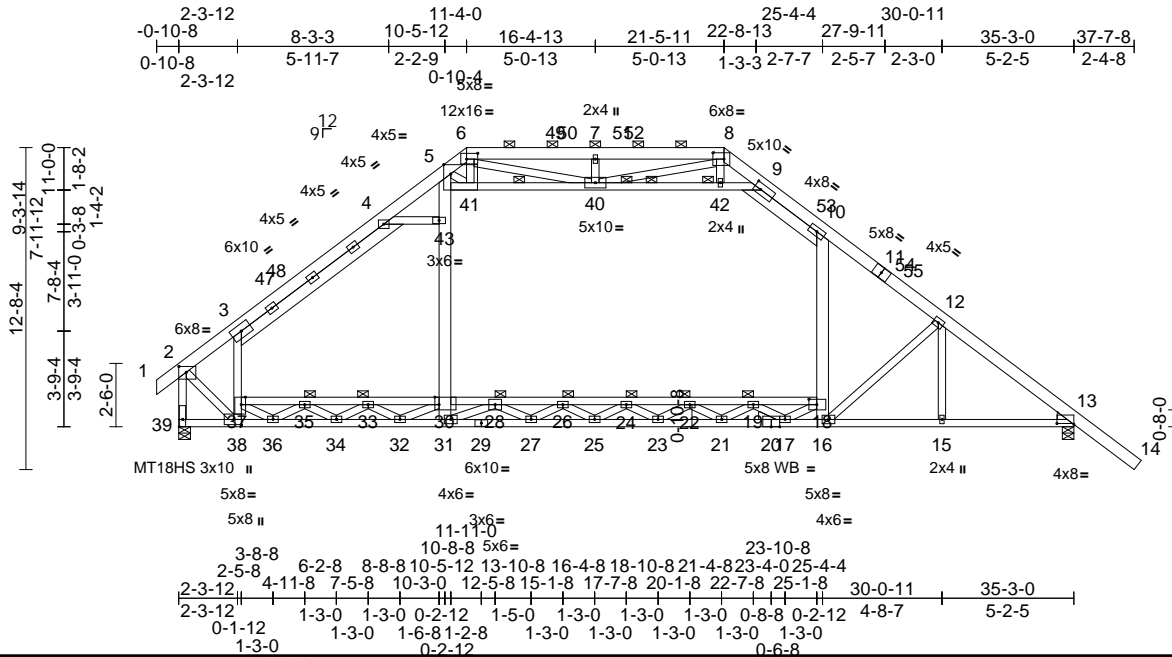 2-3-12 11-4-0 25-4-4 30-0-11
-0-10-8 8-3-3 10-5-12 16-4-13 21-5-11 22-8-13 27-9-11 35-3-0 37-7-8
0-10-8 5-11-7 2-2-9 5-0-13 5-0-13 1-3-3 2-7-7 2-5-7 2-3-0 5-2-5 2-4-8
2-3-12 0-10-4
5x8=
12x16= 2x4 II 6x8=
12
9
4x5= 6 49 50 7 51 52 8
5 5x10=
4x5 // 9 4x8=
4x5 // 4 41 40 42 53 10
4x5 // 43 5x10= 2x4 II 5x8=
6x10 // 3x6= 11 4x5=
48 54
47 55
3 12
6x8=
2
1 13
39 37 35 33 30 28 26 24 22 19 18 14
38 36 34 32 31 29 27 25 23 21 20 17 16 15
9-3-14
12-8-4
7-11-12
11-0-0
1-8-2
1-4-2
0-3-8
7-8-4
3-11-0
3-9-4
3-9-4
2-6-0
0-10-8
0-8-0
MT18HS 3x10 II 6x10= 5x8 WB = 2x4 II 4x8=
5x8= 4x6= 5x8=
5x8 II 3x6= 4x6=
5x6=
11-11-0
3-8-8 10-8-8 23-10-8
2-5-8 6-2-8 8-8-8 10-5-12 13-10-8 16-4-8 18-10-8 21-4-8 23-4-0 25-4-4
2-3-12 4-11-8 7-5-8 10-3-0 12-5-8 15-1-8 17-7-8 20-1-8 22-7-8 25-1-8 30-0-11 35-3-0
2-3-12 1-3-0 1-3-0 0-2-12 1-5-0 1-3-0 1-3-0 1-3-0 0-8-8 0-2-12 4-8-7 5-2-5
0-1-12 1-3-0 1-6-8 1-2-8 1-3-0 1-3-0 1-3-0 1-3-0 1-3-0
1-3-0 0-2-12 0-6-8